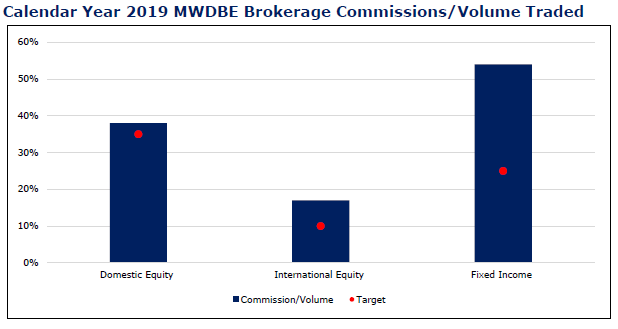 Calendar Year 2019 MWDBE Brokerage Commissions/Volume Traded
60%
50%
40%
30%
20%
10%
0%
Domestic Equity
International Equity
Fixed Income
Commission/Volume
Target